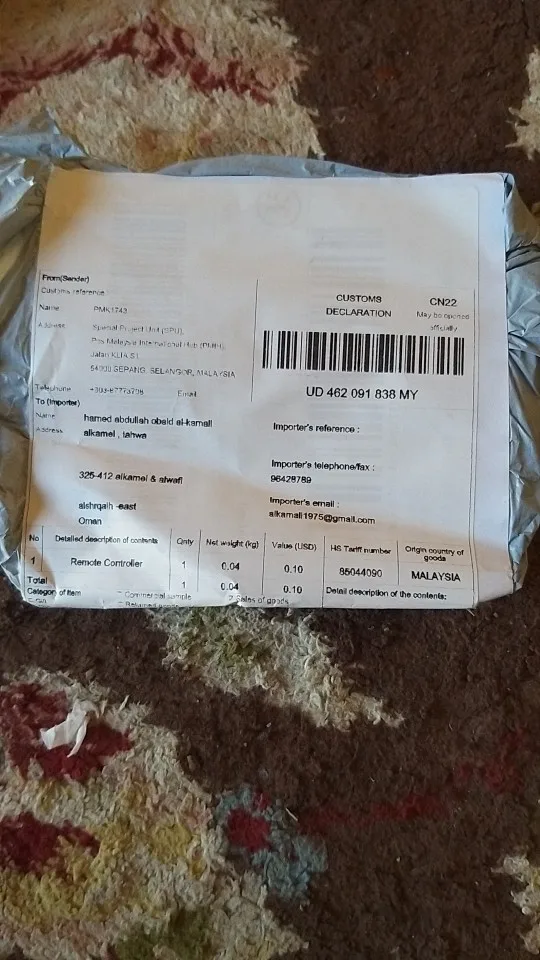 From(Sender)
Customs reference :
Name PMK1743
Address Special Project Unit (SPU),
Pos Malaysia International Hub (PMIH),
Jalan KLIA S1,
64000 SEPANG, SELANGOR, MALAYSIA
Telephone Email
CUSTOMS
DECLARATION
CN22
May be opened
officially
UD 462 091 838 MY
To (Importer)
Name hamed abdullah obaid al-kamali
Address alkamel , tahwa
325-412 alkamel & alwafi
alshrqaih -east
Oman
Importer's reference :
Importer's telephone/fax :
96428789
Importer's email :
alkamali1975@gmail.com
No Detailed description of contents Qnty Net weight (kg) Value (USD) HS Tariff number Origin country of goods
1 Remote Controller 1 0.04 0.10 85044090 MALAYSIA
Total 1 0.04 0.10 Detail description of the contents:
Category of item Commercial sample Sales of goods
Returned goods